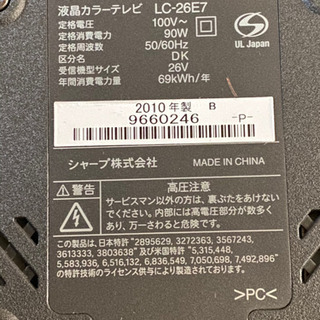 液晶カラーテレビ LC-26E7
定格電圧: 100V～
定格消費電力: 90W
定格周波数: 50/60Hz
区分名: DK
受信機型サイズ: 26V
年間消費電力量: 69kWh/年
S
UL Japan
2010年製 B
9660246 -P-
シャープ株式会社 MADE IN CHINA
警告 高圧注意
サービスマン以外の方は、裏ぶたをあけないで
ください。内部には高電圧部分が数多く
あり、万一さわると危険です。
この製品は、日本特許 "2895629, 3272363, 3567243,
3613333, 3803638" 及び米国特許 "5,315,448,
5,583,936, 6,516,132, 6,836,549, 7,050,698, 7,492,896"
の特許技術のライセンス供与により製造されております。
>PC<